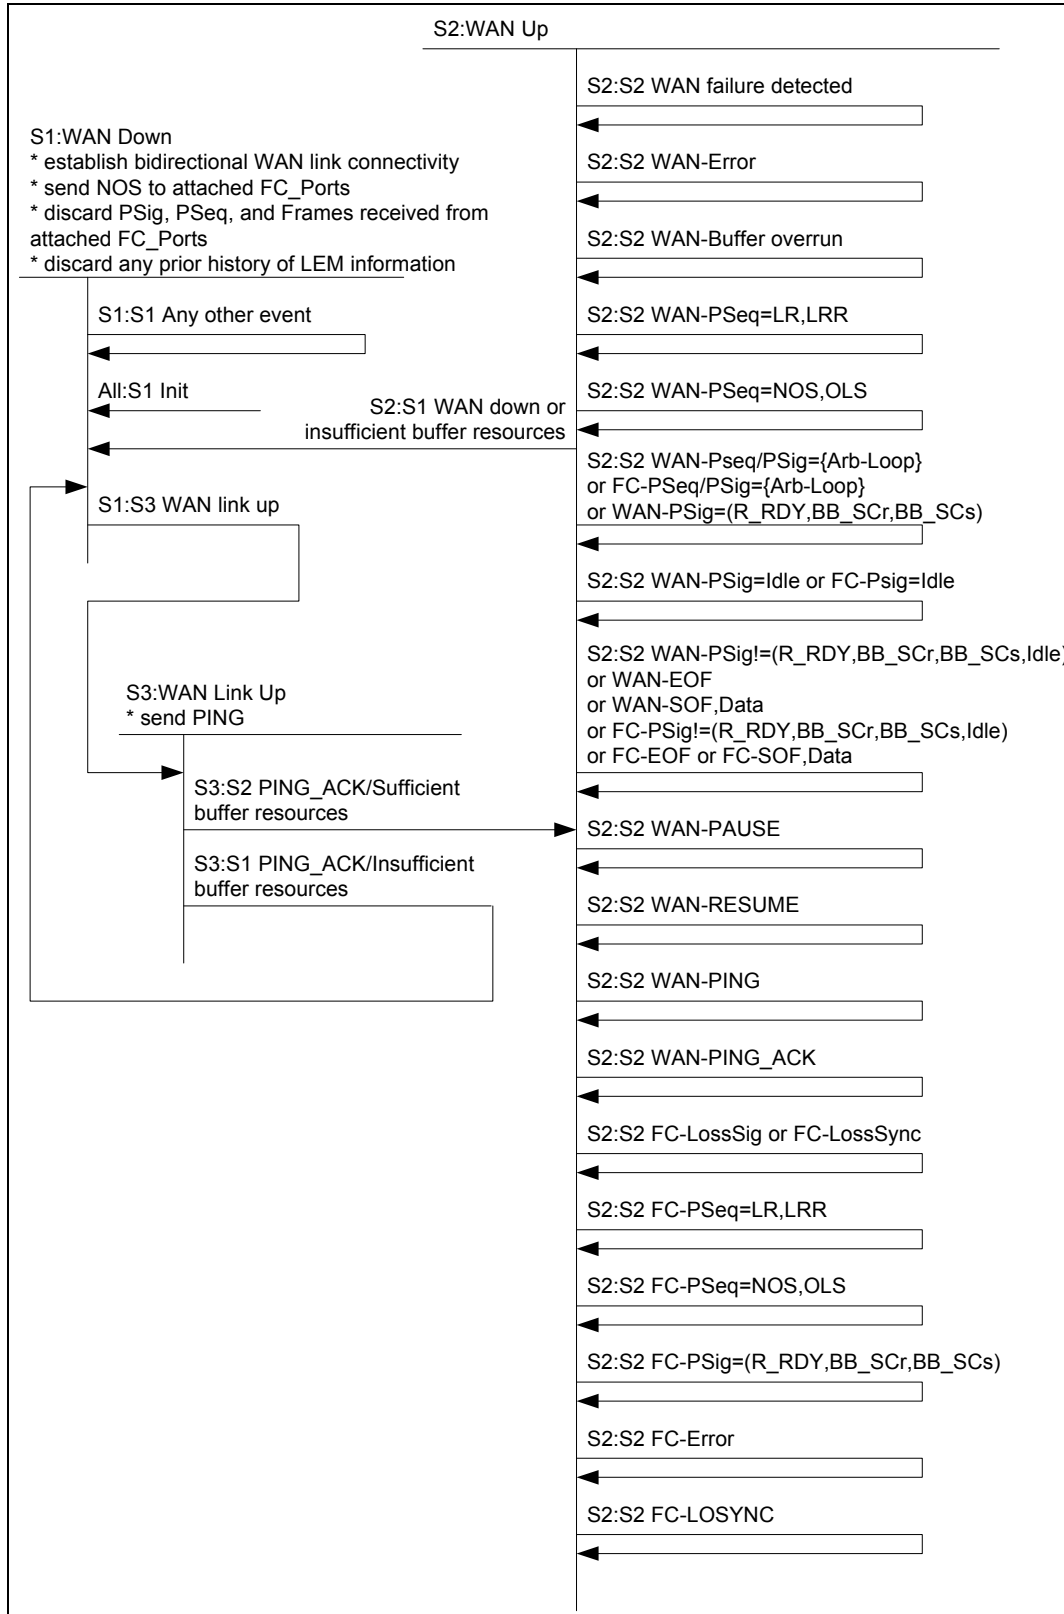 S2:WAN Up
S2:S2 WAN failure detected
S1:WAN Down
* establish bidirectional WAN link connectivity
* send NOS to attached FC_Ports
* discard PSig, PSeq, and Frames received from
attached FC_Ports
* discard any prior history of LEM information
S2:S2 WAN-Error
S2:S2 WAN-Buffer overrun
S1:S1 Any other event
S2:S2 WAN-PSeq=LR,LRR
All:S1 Init
S2:S1 WAN down or
insufficient buffer resources
S2:S2 WAN-PSeq=NOS,OLS
S2:S2 WAN-Pseq/PSig={Arb-Loop}
or FC-PSeq/PSig={Arb-Loop}
or WAN-PSig=(R_RDY,BB_SCr,BB_SCs)
S1:S3 WAN link up
S2:S2 WAN-PSig=Idle or FC-Psig=Idle
S2:S2 WAN-PSig!=(R_RDY,BB_SCr,BB_SCs,Idle)
or WAN-EOF
or WAN-SOF,Data
or FC-PSig!=(R_RDY,BB_SCr,BB_SCs,Idle)
or FC-EOF or FC-SOF,Data
S3:WAN Link Up
* send PING
S3:S2 PING_ACK/Sufficient
buffer resources
S2:S2 WAN-PAUSE
S3:S1 PING_ACK/Insufficient
buffer resources
S2:S2 WAN-RESUME
S2:S2 WAN-PING
S2:S2 WAN-PING_ACK
S2:S2 FC-LossSig or FC-LossSync
S2:S2 FC-PSeq=LR,LRR
S2:S2 FC-PSeq=NOS,OLS
S2:S2 FC-PSig=(R_RDY,BB_SCr,BB_SCs)
S2:S2 FC-Error
S2:S2 FC-LOSYNC